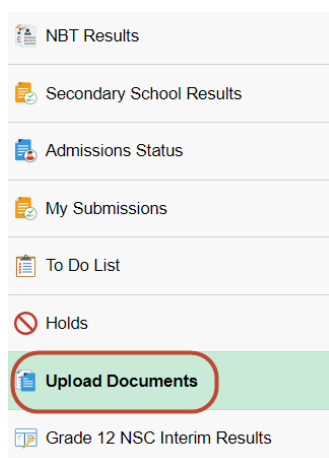 NBT Results
Secondary School Results
Admissions Status
My Submissions
To Do List
Holds
Upload Documents
Grade 12 NSC Interim Results